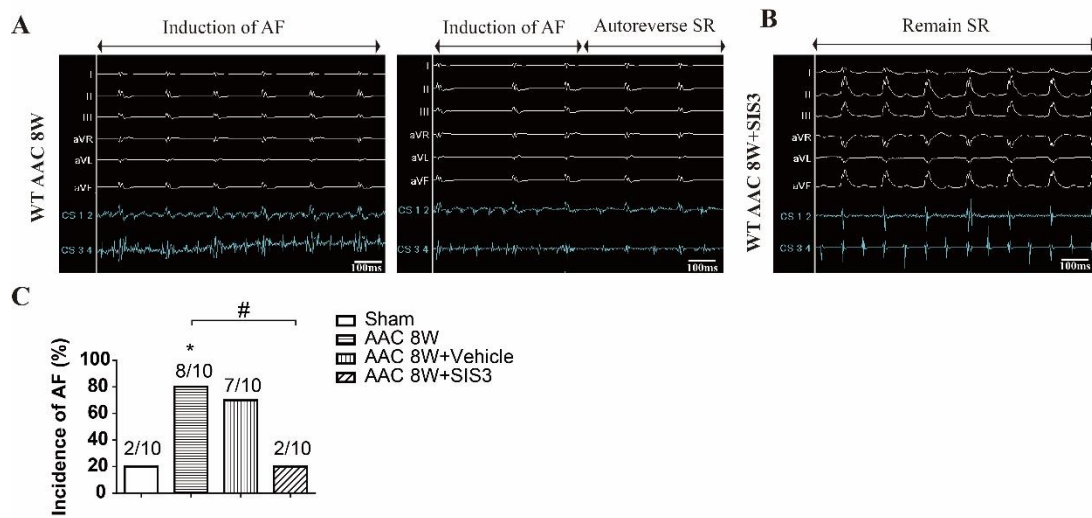 A
Induction of AF
Induction of AF
Autoreverse SR
WT AAC 8W
I
II
III
aVR
aVL
aVF
CS 1 2
CS 3 4
100ms
I
II
III
aVR
aVL
aVF
CS 1 2
CS 3 4
100ms
B
Remain SR
WT AAC 8W+SIS3
I
II
III
aVR
aVL
aVF
CS 1 2
CS 3 4
100ms
C
#
Sham
AAC 8W
AAC 8W+Vehicle
AAC 8W+SIS3
Incidence of AF (%)
100
80
60
40
20
0
2/10
*
8/10
7/10
2/10